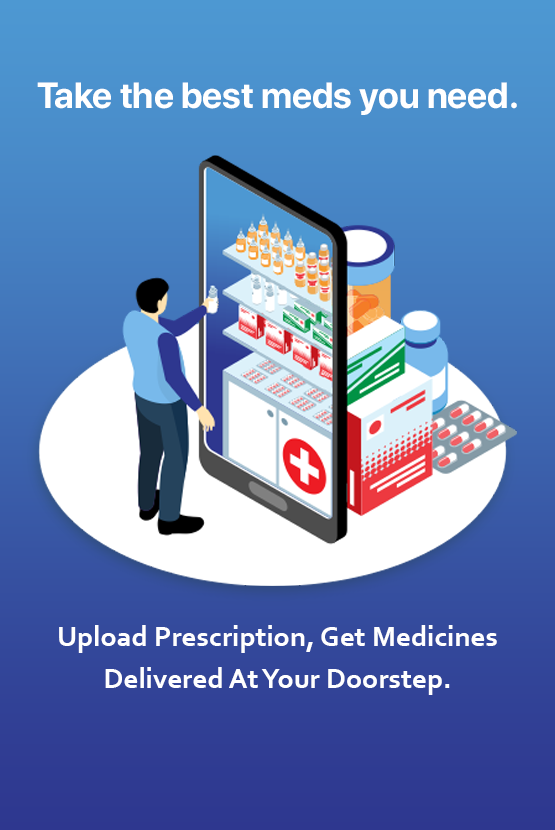 Take the best meds you need.
Upload Prescription, Get Medicines
Delivered At Your Doorstep.